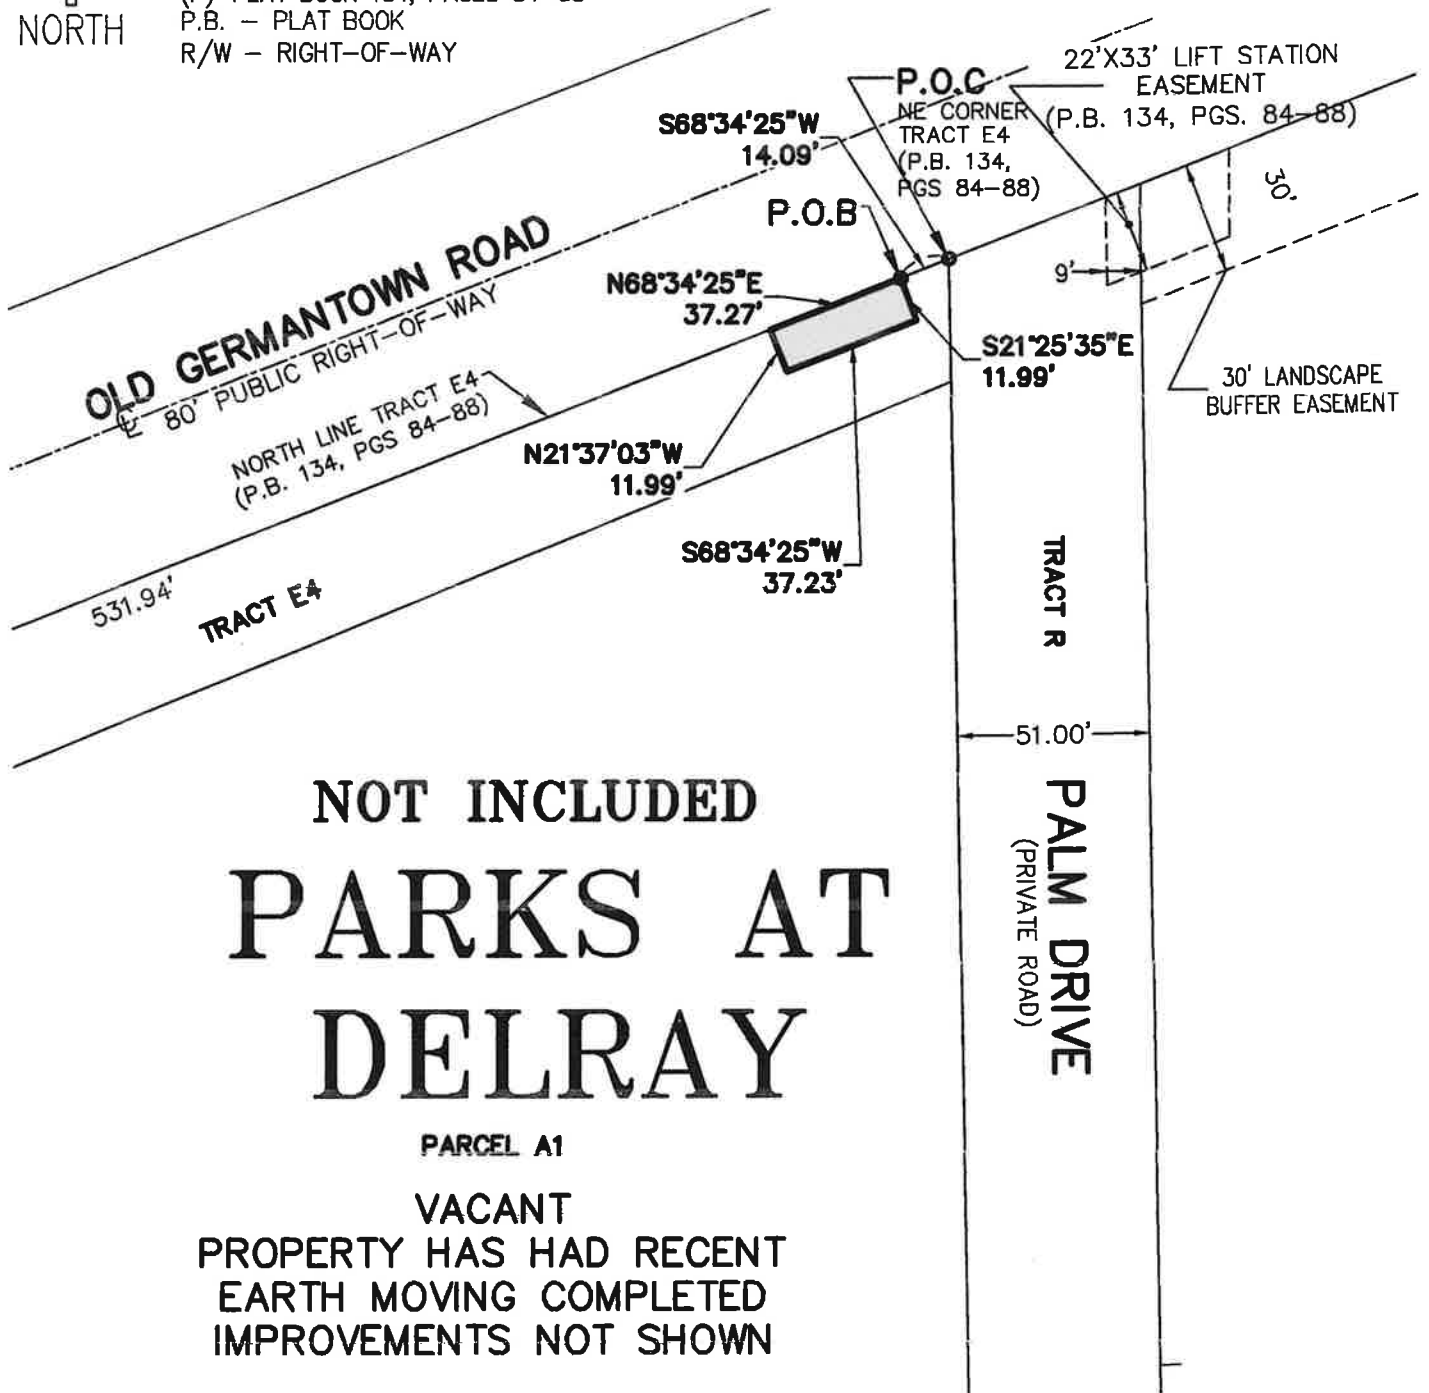 NORTH
P.B. – PLAT BOOK
R/W – RIGHT–OF–WAY
22'X33' LIFT STATION
EASEMENT
(P.B. 134, PGS. 84–88)
P.O.C
NE CORNER
TRACT E4
(P.B. 134,
PGS 84–88)
S68°34'25"W
14.09'
P.O.B
30'
9'
N68°34'25"E
37.27'
OLD GERMANTOWN ROAD
80' PUBLIC RIGHT–OF–WAY
S21°25'35"E
11.99'
30' LANDSCAPE
BUFFER EASEMENT
NORTH LINE TRACT E4
(P.B. 134, PGS 84–88)
N21°37'03"W
11.99'
S68°34'25"W
37.23'
531.94'
TRACT E4
TRACT R
51.00'
PALM DRIVE
(PRIVATE ROAD)
NOT INCLUDED
PARKS AT
DELRAY
PARCEL A1
VACANT
PROPERTY HAS HAD RECENT
EARTH MOVING COMPLETED
IMPROVEMENTS NOT SHOWN